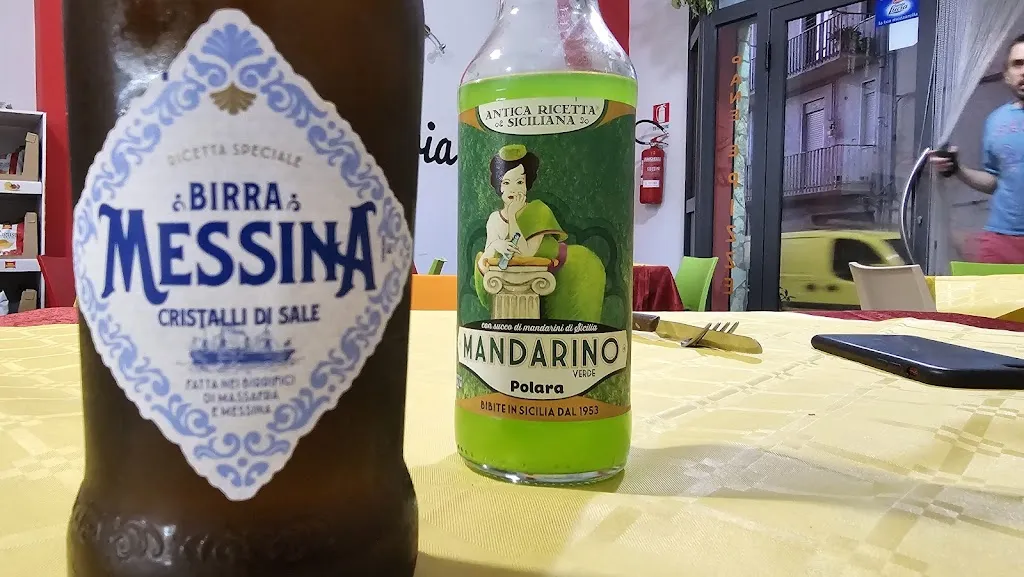 RICETTA SPECIALE
BIRRA
MESSINA
CRISTALLI DI SALE
FATTA NEI BIRRIFICI
DI MASSAFRA
E MESSINA
ANTICA RICETTA
SICILIANA
con succo di mandarini di Sicilia
MANDARINO
VERDE
Polara
BIBITE IN SICILIA DAL 1953
ia